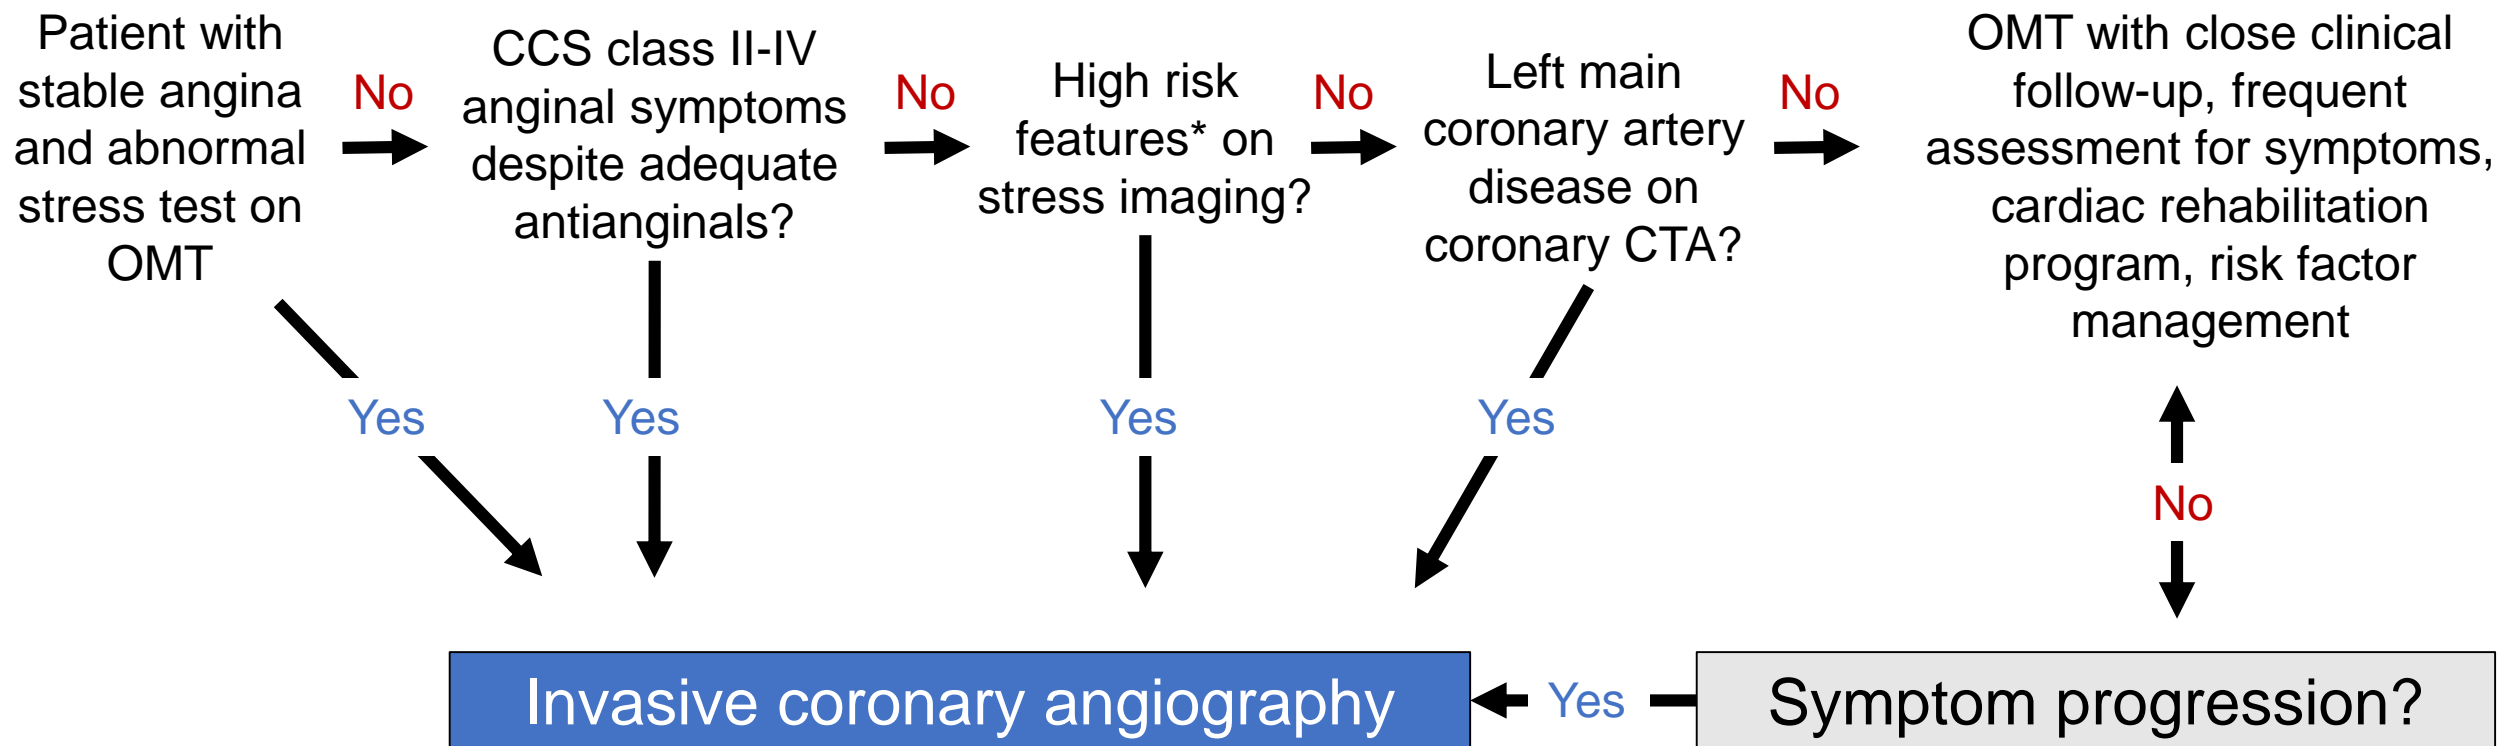 Patient with
stable angina
and abnormal
stress test on
OMT
No
CCS class II-IV
anginal symptoms
despite adequate
antianginals?
No
High risk
features* on
stress imaging?
No
Left main
coronary artery
disease on
coronary CTA?
No
OMT with close clinical
follow-up, frequent
assessment for symptoms,
cardiac rehabilitation
program, risk factor
management
Yes
Yes
Yes
Yes
No
Invasive coronary angiography
Yes
Symptom progression?